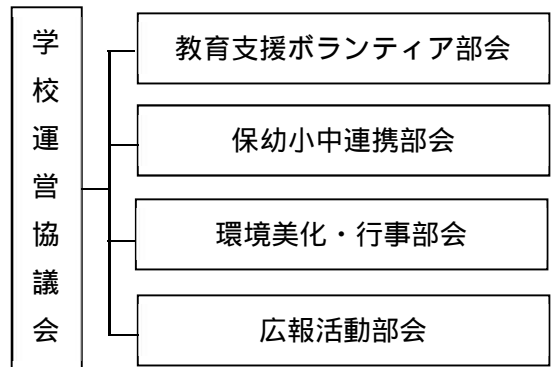 学校運営協議会
教育支援ボランティア部会
保幼小中連携部会
環境美化・行事部会
広報活動部会